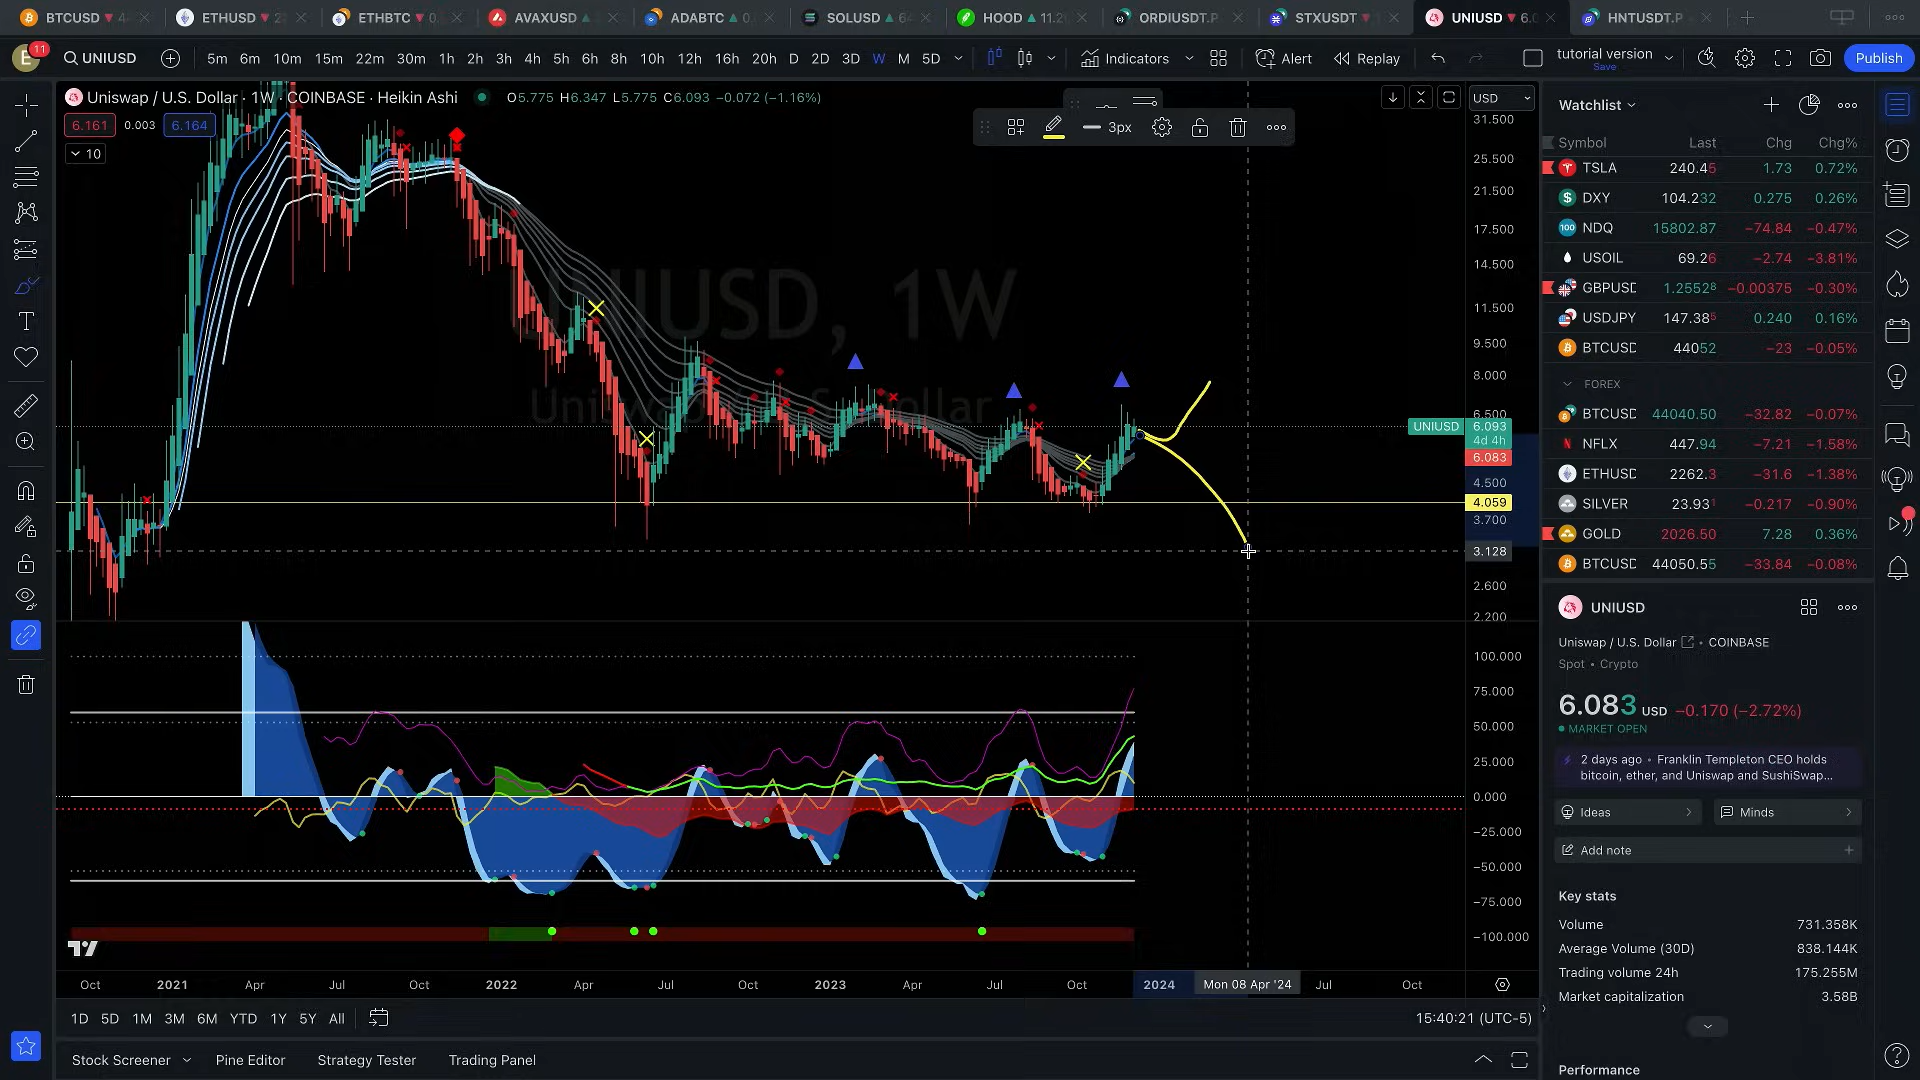 BTCUSD ▼ 4
ETHUSD ▼ 2
ETHBTC ▼ 0.
AVAXUSD ▲
ADABTC ▲ 0.
SOLUSD ▲ 6
HOOD ▲ 11.2
ORDIUSDT.P
STXUSDT ▼
UNIUSD ▼ 6.0
HNTUSDT.P
E
11
UNIUSD
5m 6m 10m 15m 22m 30m 1h 2h 3h 4h 5h 6h 8h 10h 12h 16h 20h D 2D 3D W M 5D
Indicators
Alert
Replay
tutorial version
Save
Publish
Uniswap / U.S. Dollar · 1W · COINBASE · Heikin Ashi
O5.775 H6.347 L5.775 C6.093 −0.072 (−1.16%)
6.161
0.003
6.164
10
3px
USD
UNIUSD, 1W
Uniswap / U.S. Dollar
31.500
25.500
21.500
17.500
14.500
11.500
9.500
8.000
6.500
UNIUSD 6.093
4d 4h
6.083
4.500
4.059
3.700
3.128
2.600
2.200
100.000
75.000
50.000
25.000
0.000
−25.000
−50.000
−75.000
−100.000
Oct 2021 Apr Jul Oct 2022 Apr Jul Oct 2023 Apr Jul Oct 2024 Mon 08 Apr '24 Jul Oct
1D 5D 1M 3M 6M YTD 1Y 5Y All
15:40:21 (UTC-5)
Stock Screener
Pine Editor
Strategy Tester
Trading Panel
Watchlist
Symbol Last Chg Chg%
TSLA 240.45 1.73 0.72%
DXY 104.232 0.275 0.26%
NDQ 15802.87 −74.84 −0.47%
USOIL 69.26 −2.74 −3.81%
GBPUSD 1.25528 −0.00375 −0.30%
USDJPY 147.385 0.240 0.16%
BTCUSD 44052 −23 −0.05%
FOREX
BTCUSD 44040.50 −32.82 −0.07%
NFLX 447.94 −7.21 −1.58%
ETHUSD 2262.3 −31.6 −1.38%
SILVER 23.931 −0.217 −0.90%
GOLD 2026.50 7.28 0.36%
BTCUSD 44050.55 −33.84 −0.08%
UNIUSD
Uniswap / U.S. Dollar • COINBASE
Spot • Crypto
6.083 USD −0.170 (−2.72%)
MARKET OPEN
2 days ago • Franklin Templeton CEO holds
bitcoin, ether, and Uniswap and SushiSwap...
Ideas
Minds
Add note
Key stats
Volume 731.358K
Average Volume (30D) 838.144K
Trading volume 24h 175.255M
Market capitalization 3.58B
Performance